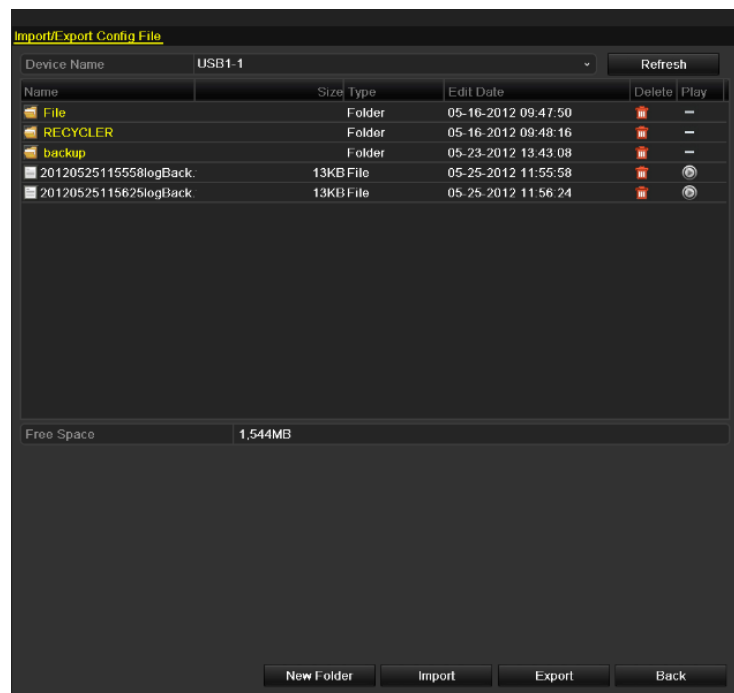 Import/Export Config File
Device Name USB1-1 Refresh
Name Size Type Edit Date Delete Play
File Folder 05-16-2012 09:47:50 –
RECYCLER Folder 05-16-2012 09:48:16 –
backup Folder 05-23-2012 13:43:08 –
20120525115558logBack. 13KB File 05-25-2012 11:55:58
20120525115625logBack. 13KB File 05-25-2012 11:56:24
Free Space 1,544MB
New Folder Import Export Back